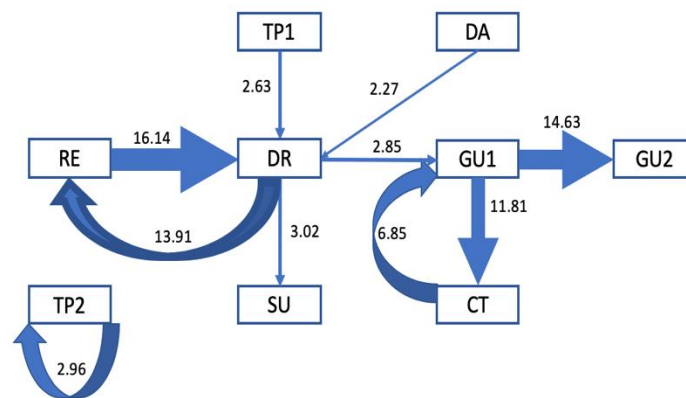 TP1
DA
2.63
2.27
16.14
2.85
14.63
RE
DR
GU1
GU2
13.91
3.02
6.85
11.81
TP2
SU
CT
2.96